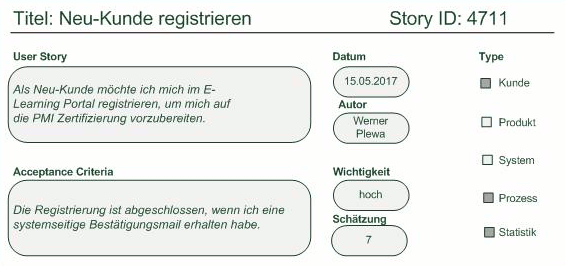 Titel: Neu-Kunde registrieren
Story ID: 4711
User Story
Als Neu-Kunde möchte ich mich im E-
Learning Portal registrieren, um mich auf
die PMI Zertifizierung vorzubereiten.
Acceptance Criteria
Die Registrierung ist abgeschlossen, wenn ich eine
systemseitige Bestätigungsmail erhalten habe.
Datum
15.05.2017
Autor
Werner
Plewa
Wichtigkeit
hoch
Schätzung
7
Type
Kunde
Produkt
System
Prozess
Statistik